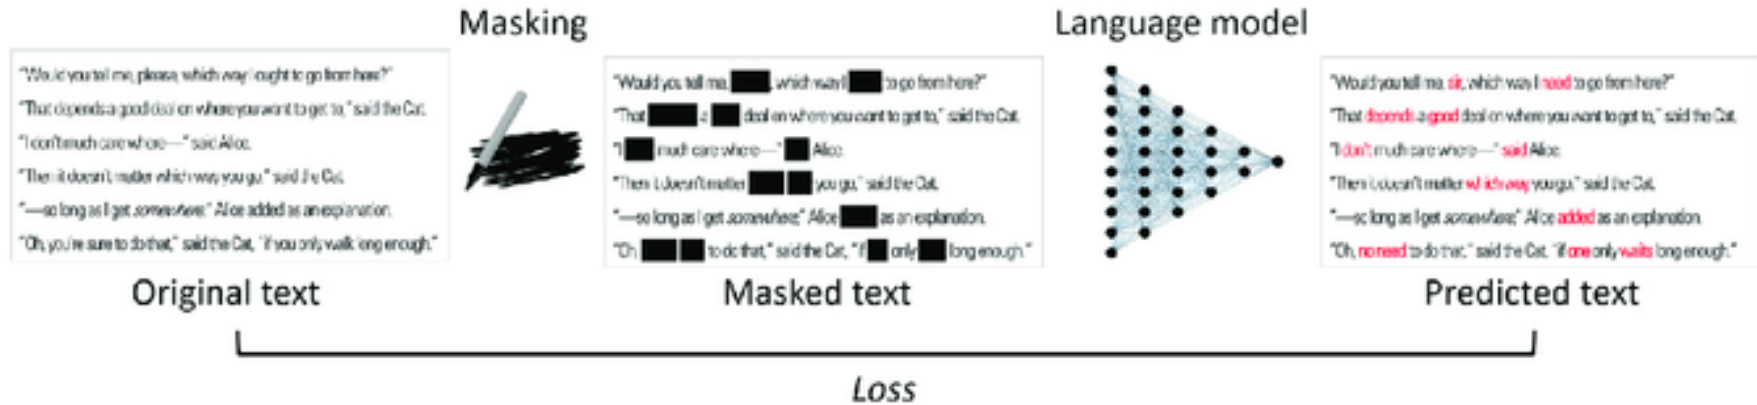 Masking
Language model
"Would you tell me, please, which way I ought to go from here?"
"That depends a good deal on where you want to get to," said the Cat.
"I don't much care where—" said Alice.
"Then it doesn't matter which way you go," said the Cat.
"—so long as I get somewhere," Alice added as an explanation.
"Oh, you're sure to do that," said the Cat, "if you only walk long enough."
Original text
"Would you tell me, , which way I to go from here?"
"That a deal on where you want to get to," said the Cat.
"I much care where—" Alice.
"Then it doesn't matter you go," said the Cat.
"—so long as I get somewhere," Alice as an explanation.
"Oh, to do that," said the Cat, "if only long enough."
Masked text
"Would you tell me, sir, which way I need to go from here?"
"That depends a good deal on where you want to get to," said the Cat.
"I don't much care where—" said Alice.
"Then it doesn't matter which way you go," said the Cat.
"—so long as I get somewhere," Alice added as an explanation.
"Oh, no need to do that," said the Cat, "if one only waits long enough."
Predicted text
Loss